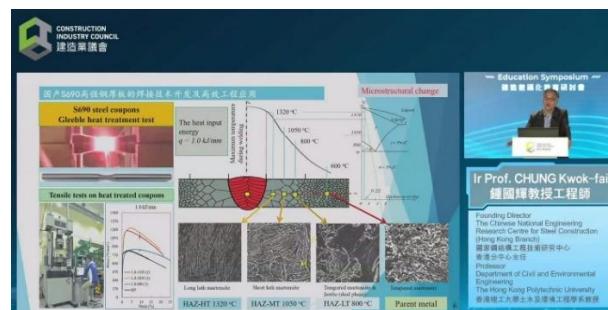 CONSTRUCTION
INDUSTRY COUNCIL
建造業議會
国产S690高强钢厚板的焊接技术开发及高效工程应用
S690 steel coupons
Gleeble heat treatment test
The heat input
energy
q = 1.0 kJ/mm
Maximum temperature
during welding
1320 °C
1050 °C
800 °C
600 °C
Microstructural change
Tensile tests on heat treated coupons
Long lath martensite
Short lath martensite
Tempered martensite
Tempered martensite
HAZ-HT 1320 °C
HAZ-MT 1050 °C
HAZ-LT 800 °C
Parent metal
Education Symposium
Ir Prof. CHUNG Kwok-fai
鍾國輝教授工程師
Founding Director
The Chinese National Engineering
Research Centre for Steel Construction
(Hong Kong Branch)
國家鋼結構工程技術研究中心
香港分中心主任
Professor
Department of Civil and Environmental
Engineering
The Hong Kong Polytechnic University
香港理工大學土木及環境工程學系教授